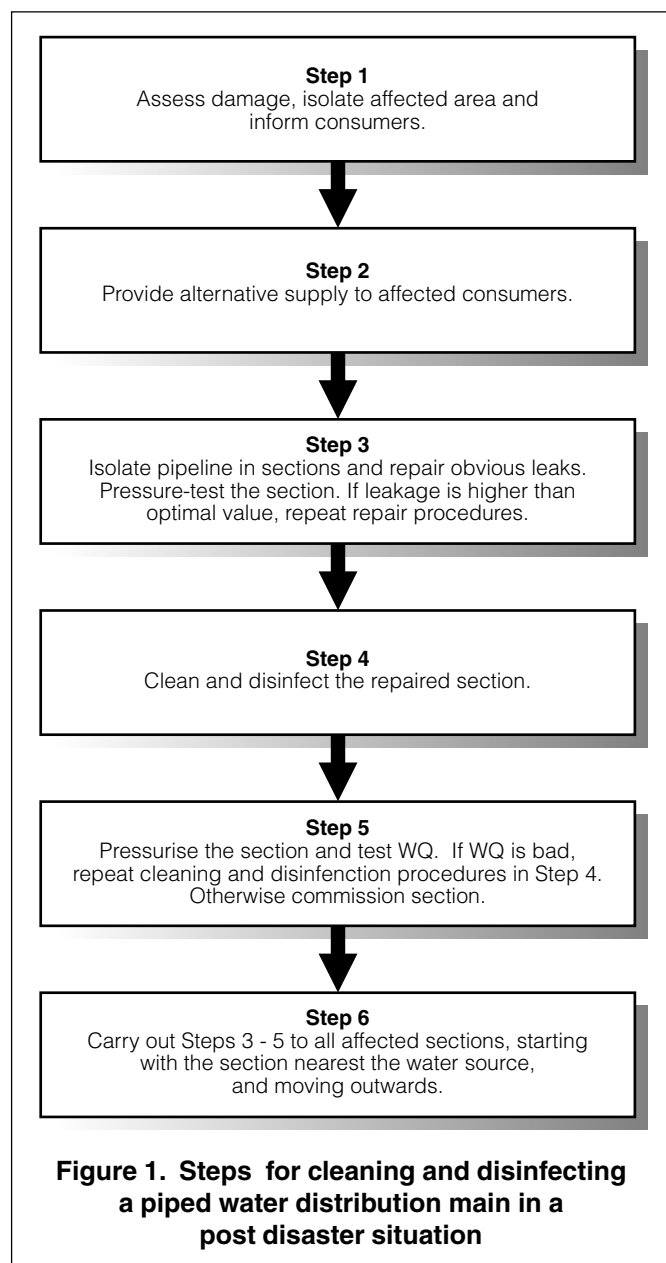 Step 1
Assess damage, isolate affected area and
inform consumers.
Step 2
Provide alternative supply to affected consumers.
Step 3
Isolate pipeline in sections and repair obvious leaks.
Pressure-test the section. If leakage is higher than
optimal value, repeat repair procedures.
Step 4
Clean and disinfect the repaired section.
Step 5
Pressurise the section and test WQ. If WQ is bad,
repeat cleaning and disinfenction procedures in Step 4.
Otherwise commission section.
Step 6
Carry out Steps 3 - 5 to all affected sections, starting
with the section nearest the water source,
and moving outwards.
Figure 1. Steps for cleaning and disinfecting
a piped water distribution main in a
post disaster situation